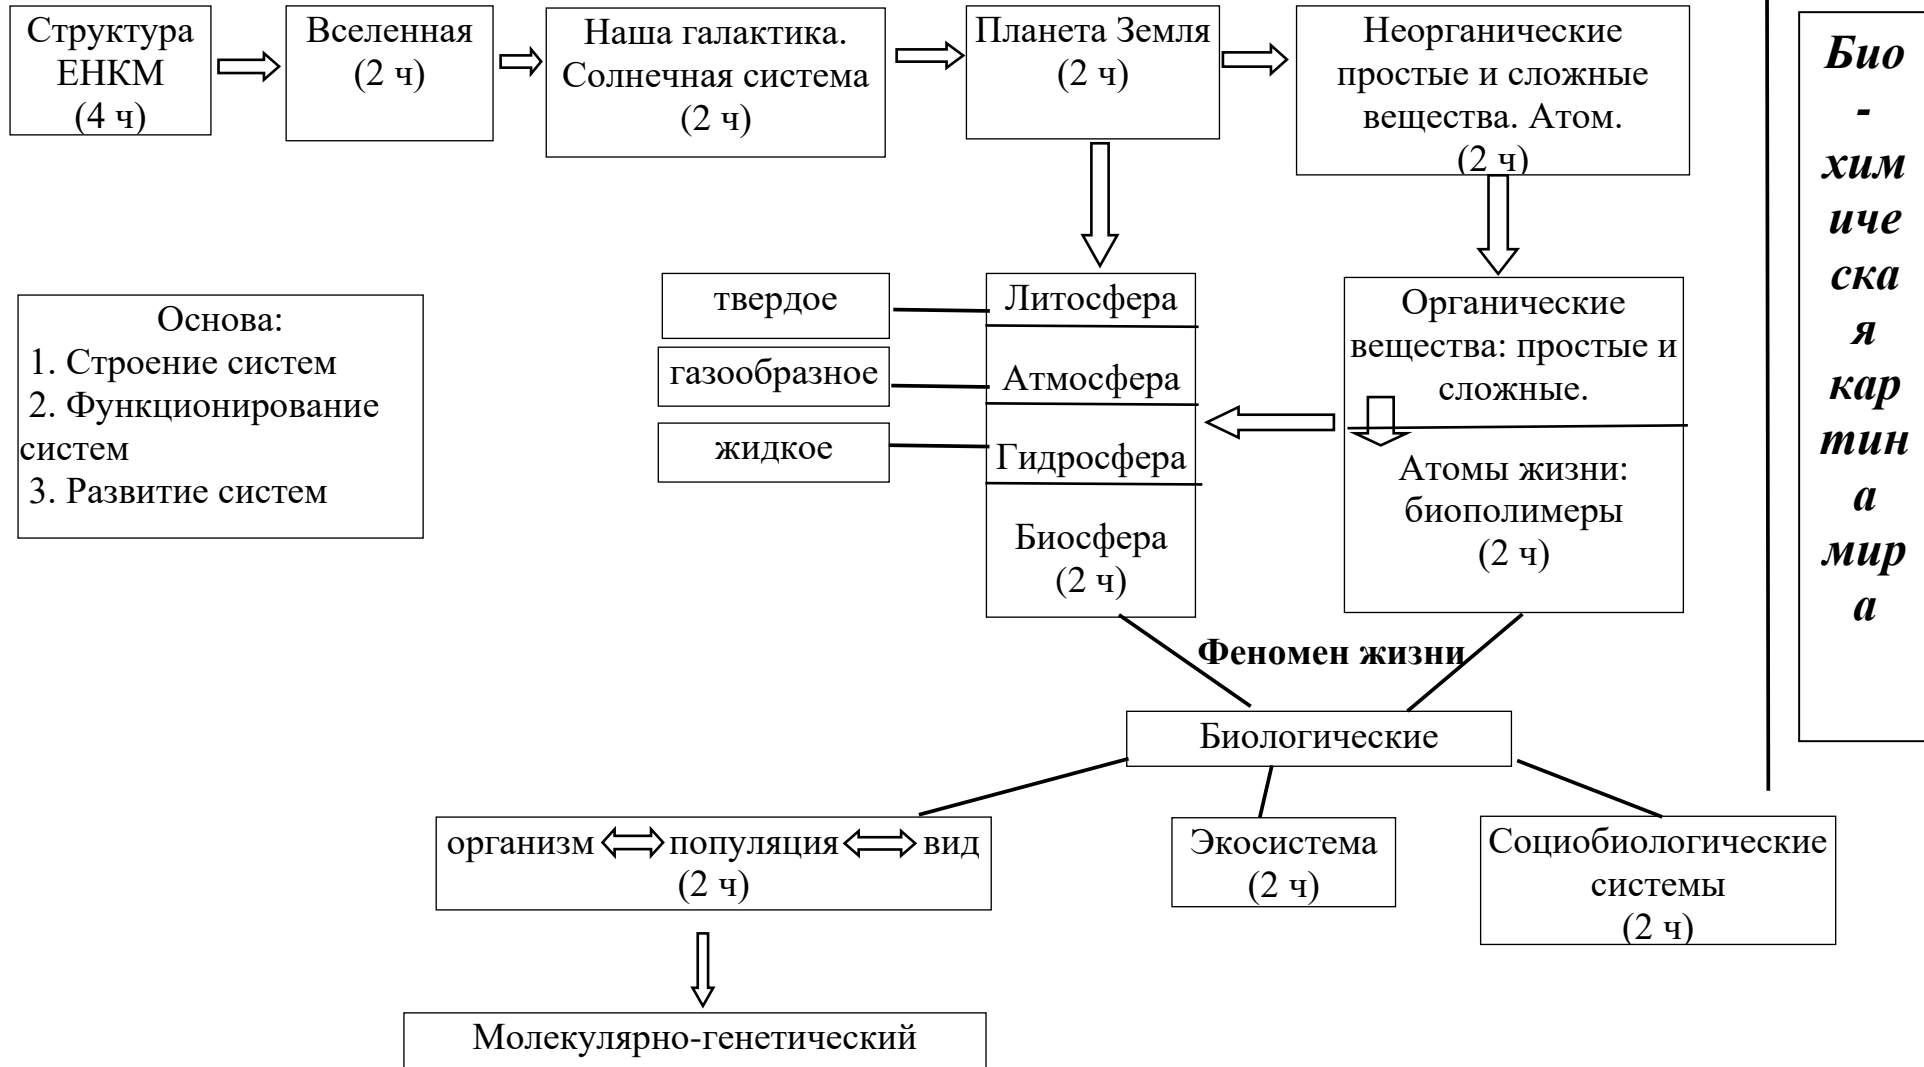 Структура
ЕНКМ
(4 ч)
Вселенная
(2 ч)
Наша галактика.
Солнечная система
(2 ч)
Планета Земля
(2 ч)
Неорганические
простые и сложные
вещества. Атом.
(2 ч)
Био
-
хим
иче
ска
я
кар
тин
а
мир
а
Основа:
1. Строение систем
2. Функционирование
систем
3. Развитие систем
твердое
газообразное
жидкое
Литосфера
Атмосфера
Гидросфера
Биосфера
(2 ч)
Органические
вещества: простые и
сложные.
Атомы жизни:
биополимеры
(2 ч)
Феномен жизни
Биологические
организм популяция вид
(2 ч)
Экосистема
(2 ч)
Социобиологические
системы
(2 ч)
Молекулярно-генетический